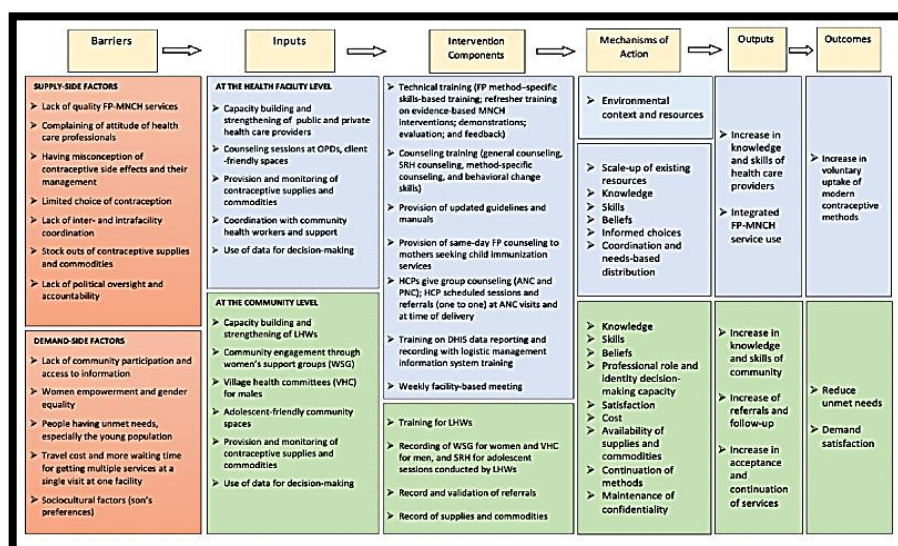 Barriers
Inputs
Intervention
Components
Mechanisms of
Action
Outputs
Outcomes
SUPPLY-SIDE FACTORS
➢ Lack of quality FP-MNCH services
➢ Complaining of attitude of health
care professionals
➢ Having misconception of
contraceptive side effects and their
management
➢ Limited choice of contraception
➢ Lack of inter- and intrafacility
coordination
➢ Stock outs of contraceptive supplies
and commodities
➢ Lack of political oversight and
accountability
DEMAND-SIDE FACTORS
➢ Lack of community participation and
access to information
➢ Women empowerment and gender
equality
➢ People having unmet needs,
especially the young population
➢ Travel cost and more waiting time
for getting multiple services at a
single visit at one facility
➢ Sociocultural factors (son's
preferences)
AT THE HEALTH FACILITY LEVEL
➢ Capacity building and
strengthening of public and private
health care providers
➢ Counseling sessions at OPDs, client
-friendly spaces
➢ Provision and monitoring of
contraceptive supplies and
commodities
➢ Coordination with community
health workers and support
➢ Use of data for decision-making
AT THE COMMUNITY LEVEL
➢ Capacity building and
strengthening of LHWs
➢ Community engagement through
women's support groups (WSG)
➢ Village health committees (VHC)
for males
➢ Adolescent-friendly community
spaces
➢ Provision and monitoring of
contraceptive supplies and
commodities
➢ Use of data for decision-making
➢ Technical training (FP method–specific
skills-based training; refresher training
on evidence-based MNCH
interventions; demonstrations;
evaluation; and feedback)
➢ Counseling training (general counseling,
SRH counseling, method-specific
counseling, and behavioral change
skills)
➢ Provision of updated guidelines and
manuals
➢ Provision of same-day FP counseling to
mothers seeking child immunization
services
➢ HCPs give group counseling (ANC and
PNC); HCP scheduled sessions and
referrals (one to one) at ANC visits and
at time of delivery
➢ Training on DHIS data reporting and
recording with logistic management
information system training
➢ Weekly facility-based meeting
➢ Training for LHWs
➢ Recording of WSG for women and VHC
for men, and SRH for adolescent
sessions conducted by LHWs
➢ Record and validation of referrals
➢ Record of supplies and commodities
➢ Environmental
context and resources
➢ Scale-up of existing
resources
➢ Knowledge
➢ Skills
➢ Beliefs
➢ Informed choices
➢ Coordination and
needs-based
distribution
➢ Knowledge
➢ Skills
➢ Beliefs
➢ Professional role and
identity decision-
making capacity
➢ Satisfaction
➢ Cost
➢ Availability of
supplies and
commodities
➢ Continuation of
methods
➢ Maintenance of
confidentiality
➢ Increase in
knowledge
and skills of
health care
providers
➢ Integrated
FP-MNCH
service use
➢ Increase in
knowledge
and skills of
community
➢ Increase of
referrals and
follow-up
➢ Increase in
acceptance
and
continuation
of services
➢ Increase in
voluntary
uptake of
modern
contraceptive
methods
➢ Reduce
unmet needs
➢ Demand
satisfaction